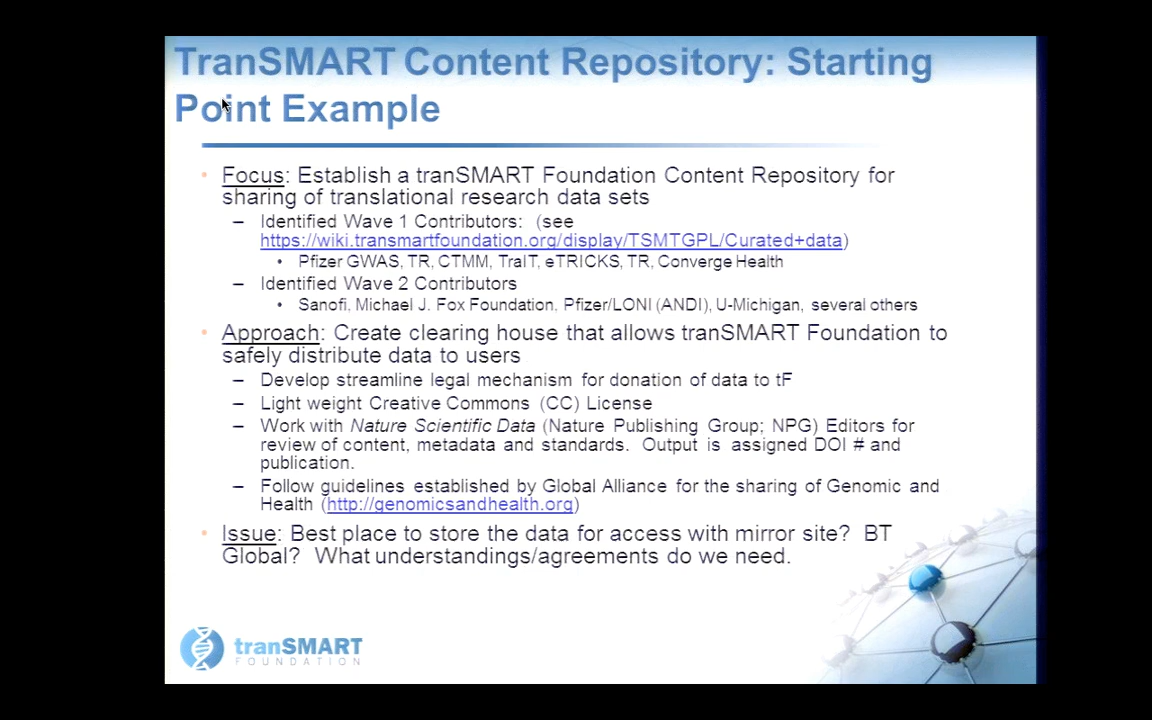 TranSMART Content Repository: Starting
Point Example
• Focus: Establish a tranSMART Foundation Content Repository for
sharing of translational research data sets
– Identified Wave 1 Contributors: (see
https://wiki.transmartfoundation.org/display/TSMTGPL/Curated+data)
• Pfizer GWAS, TR, CTMM, TraIT, eTRICKS, TR, Converge Health
– Identified Wave 2 Contributors
• Sanofi, Michael J. Fox Foundation, Pfizer/LONI (ANDI), U-Michigan, several others
• Approach: Create clearing house that allows tranSMART Foundation to
safely distribute data to users
– Develop streamline legal mechanism for donation of data to tF
– Light weight Creative Commons (CC) License
– Work with Nature Scientific Data (Nature Publishing Group; NPG) Editors for
review of content, metadata and standards. Output is assigned DOI # and
publication.
– Follow guidelines established by Global Alliance for the sharing of Genomic and
Health (http://genomicsandhealth.org)
• Issue: Best place to store the data for access with mirror site? BT
Global? What understandings/agreements do we need.
tranSMART
FOUNDATION